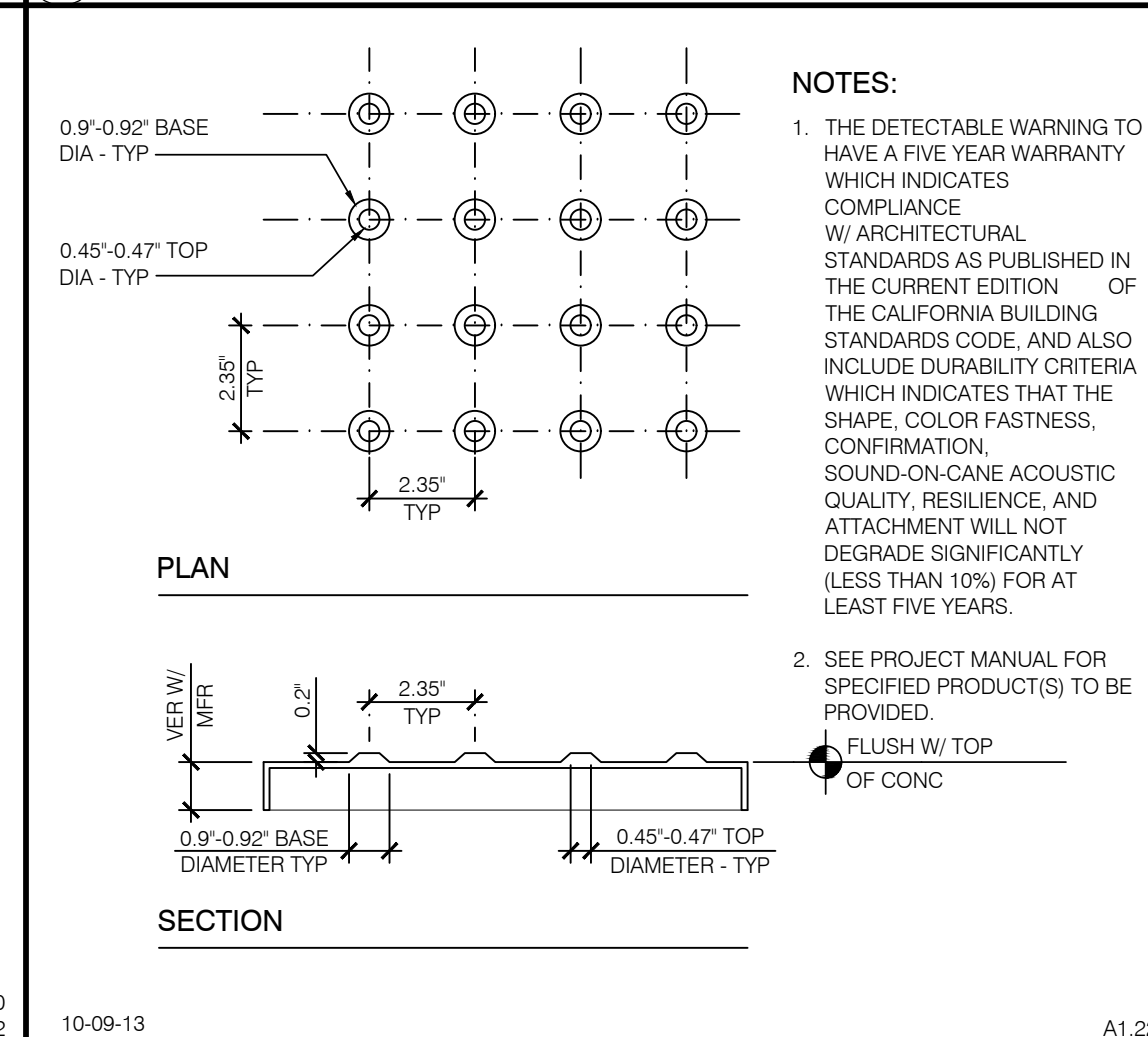 0.9"-0.92" BASE
DIA - TYP
0.45"-0.47" TOP
DIA - TYP
2.35"
TYP
2.35"
TYP
PLAN
VER W/
MFR
0.2"
2.35"
TYP
0.9"-0.92" BASE
DIAMETER TYP
0.45"-0.47" TOP
DIAMETER - TYP
SECTION
NOTES:
1. THE DETECTABLE WARNING TO
HAVE A FIVE YEAR WARRANTY
WHICH INDICATES
COMPLIANCE
W/ ARCHITECTURAL
STANDARDS AS PUBLISHED IN
THE CURRENT EDITION OF
THE CALIFORNIA BUILDING
STANDARDS CODE, AND ALSO
INCLUDE DURABILITY CRITERIA
WHICH INDICATES THAT THE
SHAPE, COLOR FASTNESS,
CONFIRMATION,
SOUND-ON-CANE ACOUSTIC
QUALITY, RESILIENCE, AND
ATTACHMENT WILL NOT
DEGRADE SIGNIFICANTLY
(LESS THAN 10%) FOR AT
LEAST FIVE YEARS.
2. SEE PROJECT MANUAL FOR
SPECIFIED PRODUCT(S) TO BE
PROVIDED.
FLUSH W/ TOP
OF CONC
10-09-13